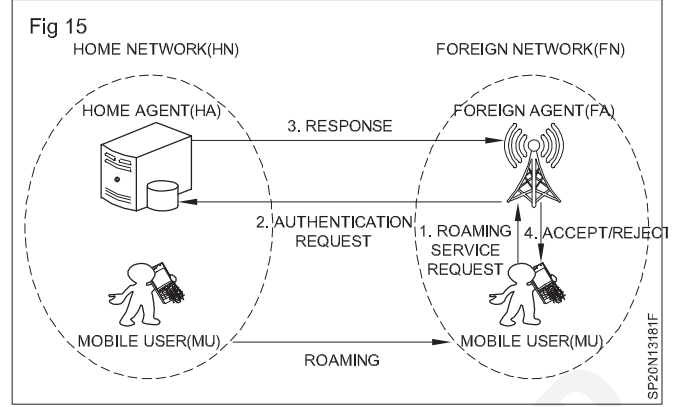 Fig 15
HOME NETWORK(HN)
FOREIGN NETWORK(FN)
HOME AGENT(HA)
FOREIGN AGENT(FA)
3. RESPONSE
2. AUTHENTICATION
REQUEST
1. ROAMING
SERVICE
REQUEST
4. ACCEPT/REJECT
MOBILE USER(MU)
MOBILE USER(MU)
ROAMING
SP20N13181F